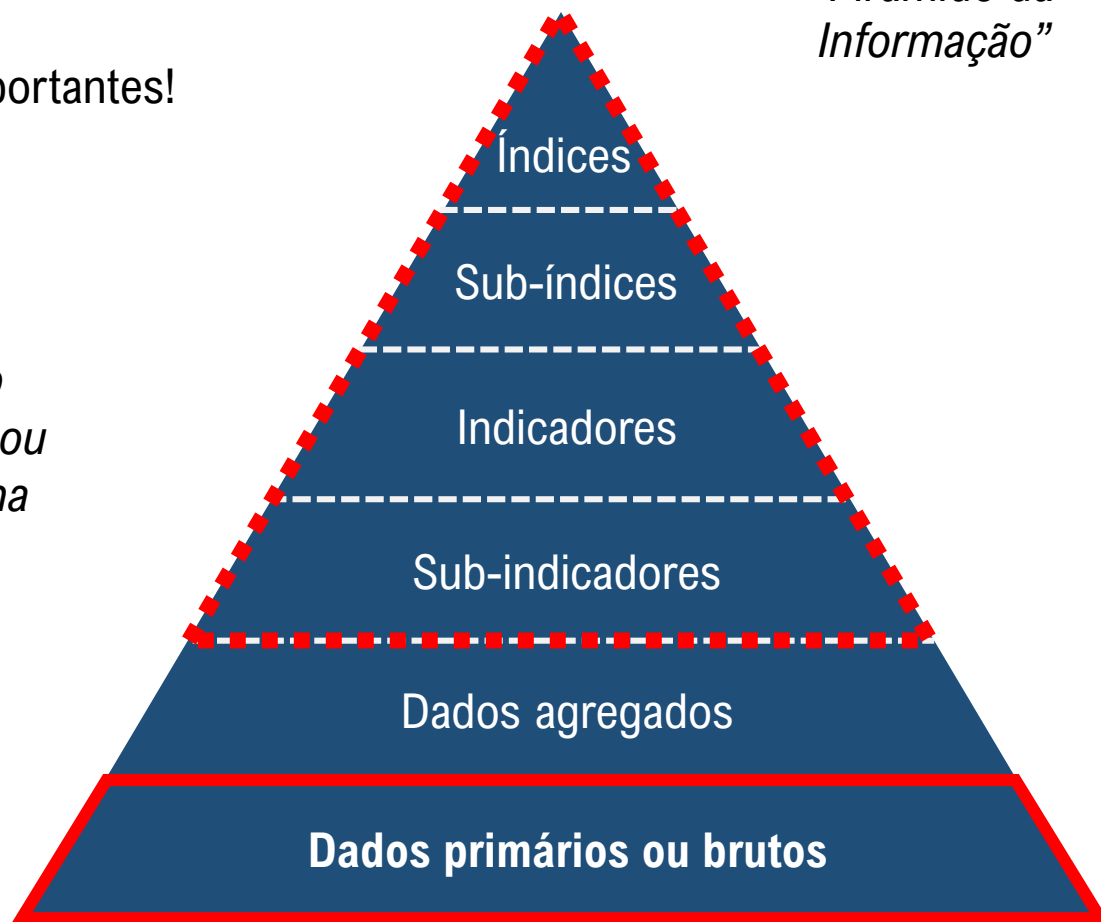 Informação”
portantes!
Índices
Sub-índices
Indicadores
ou
Sub-indicadores
Dados agregados
Dados primários ou brutos